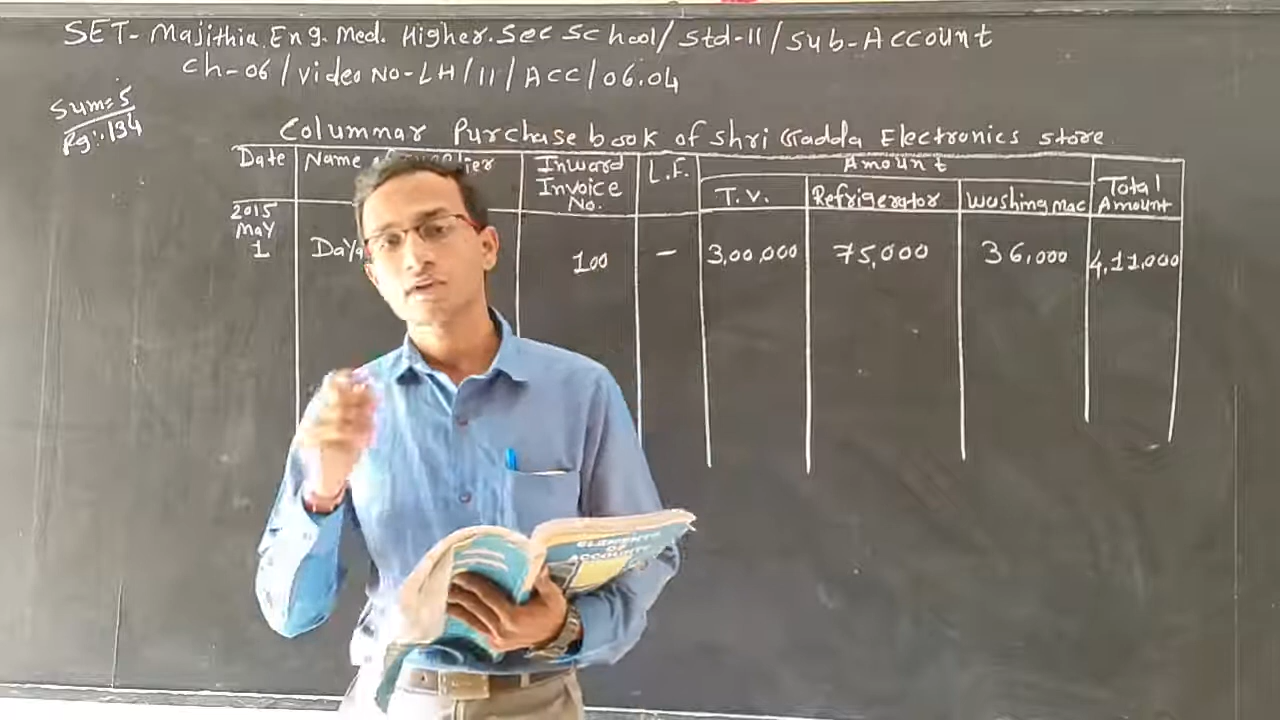 SET- Majithia Eng. Med. Higher. Sec School/ Std-11/ Sub-Account
Ch-06/ Video No-LH/11/ACC/06.04
Sum:5
Pg:-134
Columnar Purchase book of Shri Gadda Electronics store
Date Name Inward Invoice No. L.F. Amount Total Amount
T.V. Refrigerator Washing mac
2015
MAY
1 Daya 100 - 3,00,000 75,000 36,000 4,11,000
ELEMENTS
OF